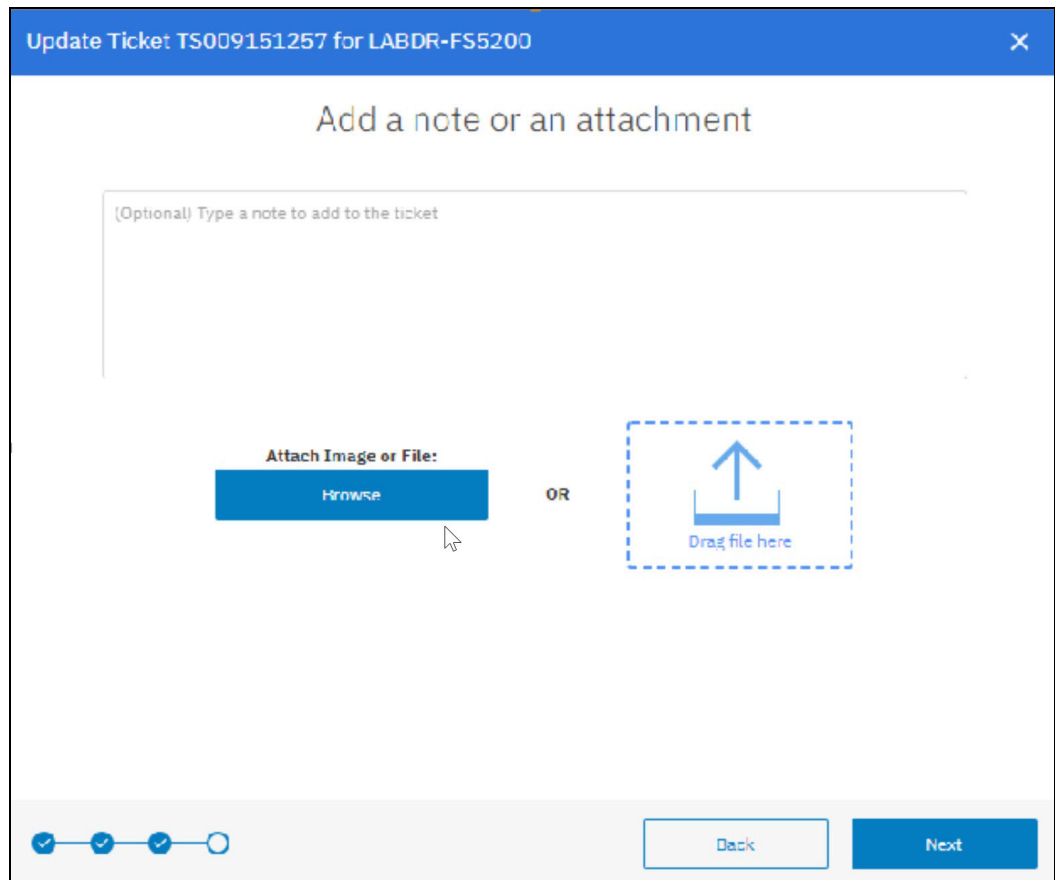 Update Ticket TS009151257 for LABDR-FS5200
Add a note or an attachment
(Optional) Type a note to add to the ticket
Attach Image or File:
Browse
OR
Drag file here
Back
Next